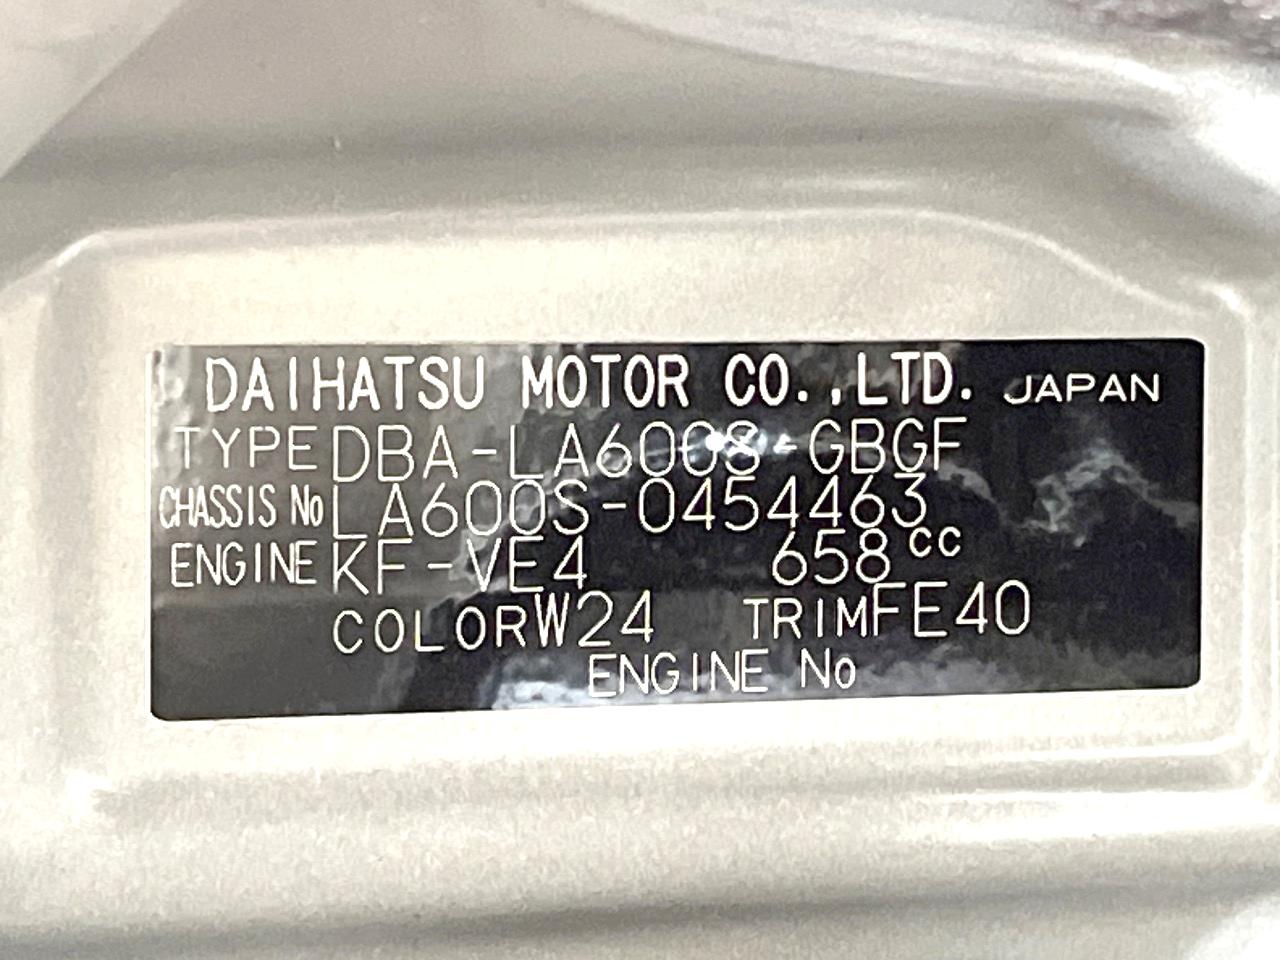 DAIHATSU MOTOR CO.,LTD. JAPAN
TYPE DBA-LA600S-GBGF
CHASSIS No LA600S-0454463
ENGINE KF-VE4 658cc
COLOR W24 TRIM FE40
ENGINE No